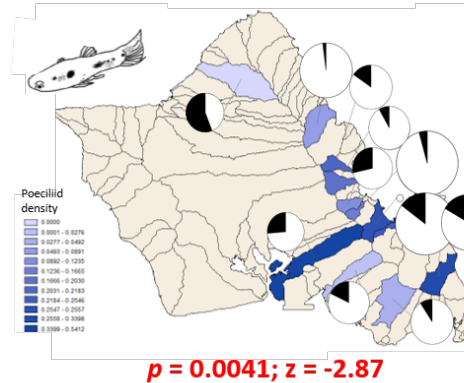 Poeciliid
density
0.0000
0.0001 - 0.0276
0.0277 - 0.0492
0.0493 - 0.0891
0.0892 - 0.1235
0.1236 - 0.1665
0.1666 - 0.2030
0.2031 - 0.2183
0.2184 - 0.2546
0.2547 - 0.2557
0.2558 - 0.3398
0.3399 - 0.5412
p = 0.0041; z = -2.87